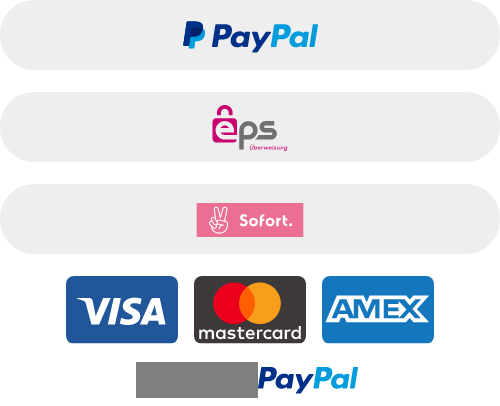 PayPal
eps
Überweisung
Sofort.
VISA
mastercard
AMEX
PayPal